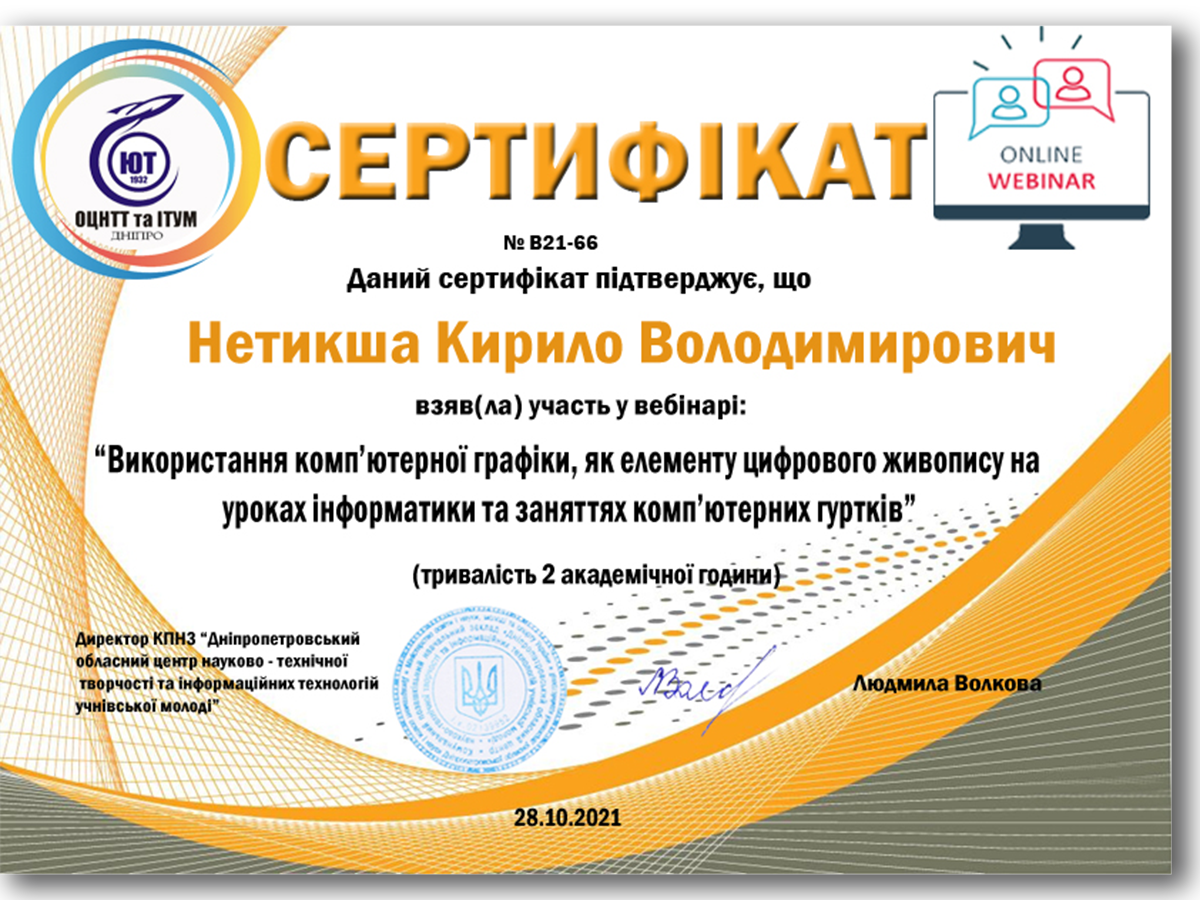 ЮТ
1932
ОЦНТТ та ІТУМ
ДНІПРО
СЕРТИФІКАТ
ONLINE
WEBINAR
№ В21-66
Даний сертифікат підтверджує, що
Нетикша Кирило Володимирович
взяв(ла) участь у вебінарі:
“Використання комп’ютерної графіки, як елементу цифрового живопису на
уроках інформатики та заняттях комп’ютерних гуртків”
(тривалість 2 академічної години)
Директор КПНЗ “Дніпропетровський
обласний центр науково - технічної
творчості та інформаційних технологій
учнівської молоді”
Людмила Волкова
28.10.2021